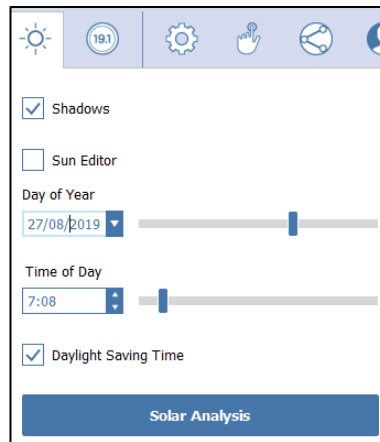 19.1
Shadows
Sun Editor
Day of Year
27/08/2019
Time of Day
7:08
Daylight Saving Time
Solar Analysis